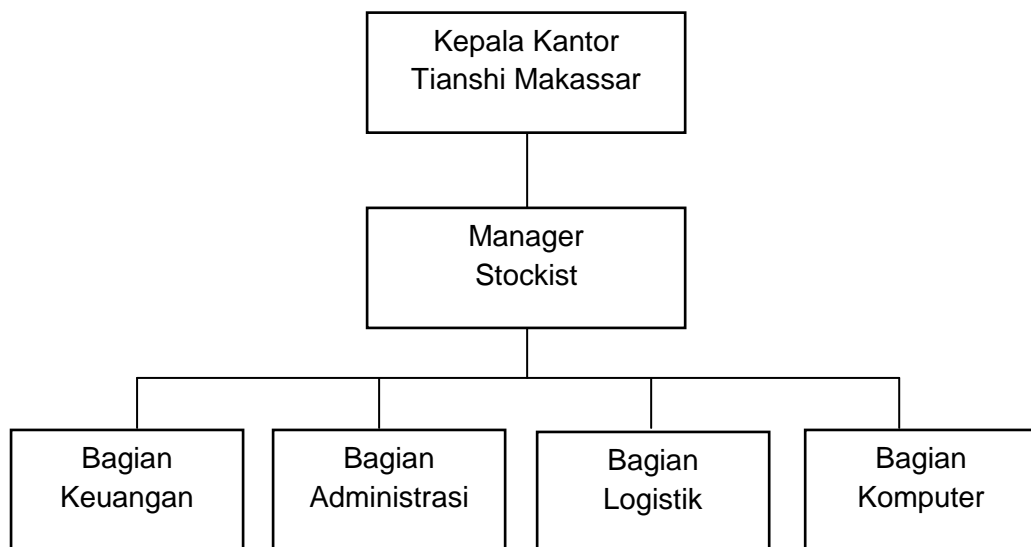 Kepala Kantor
Tianshi Makassar
Manager
Stockist
Bagian
Keuangan
Bagian
Administrasi
Bagian
Logistik
Bagian
Komputer